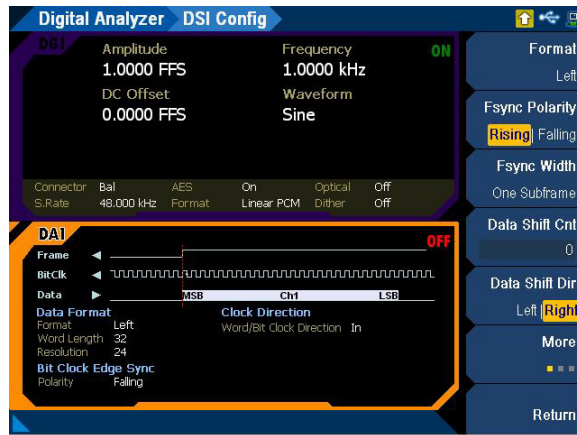 Digital Analyzer DSI Config
DGI
ON
Amplitude Frequency
1.0000 FFS 1.0000 kHz
DC Offset Waveform
0.0000 FFS Sine
Connector Bal AES On Optical Off
S.Rate 48.000 kHz Format Linear PCM Dither Off
DAI
OFF
Frame
BitClk
Data MSB Ch1 LSB
Data Format Clock Direction
Format Left Word/Bit Clock Direction In
Word Length 32
Resolution 24
Bit Clock Edge Sync
Polarity Falling
Format
Left
Fsync Polarity
Rising Falling
Fsync Width
One Subframe
Data Shift Cnt
0
Data Shift Dir
Left Right
More
Return